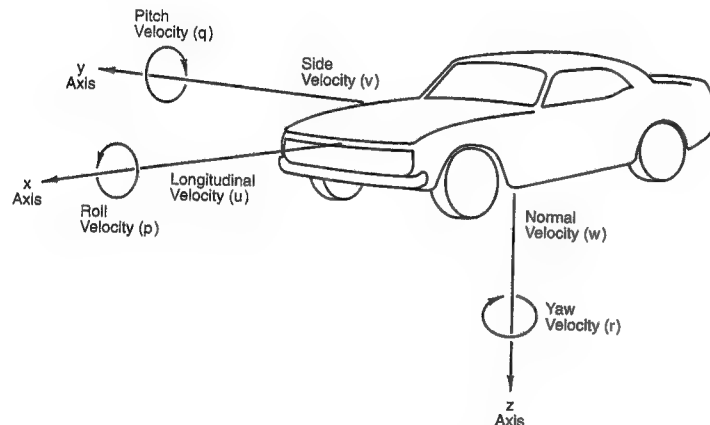 Pitch
Velocity (q)
y
Axis
Side
Velocity (v)
x
Axis
Roll
Velocity (p)
Longitudinal
Velocity (u)
Normal
Velocity (w)
Yaw
Velocity (r)
z
Axis